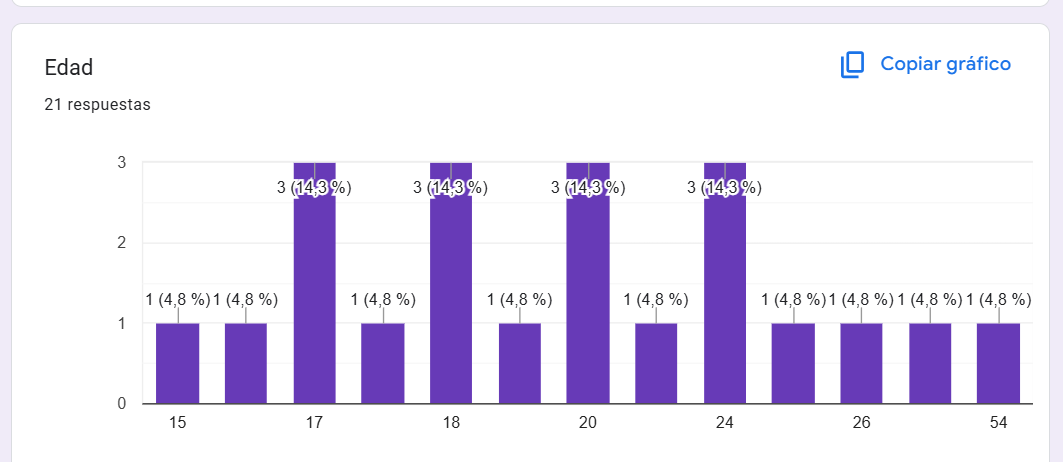 Edad
Copiar gráfico
21 respuestas
3
2
1
0
1 (4,8 %)
1 (4,8 %)
3 (14,3 %)
1 (4,8 %)
3 (14,3 %)
1 (4,8 %)
3 (14,3 %)
1 (4,8 %)
3 (14,3 %)
1 (4,8 %)
1 (4,8 %)
1 (4,8 %)
1 (4,8 %)
15
17
18
20
24
26
54